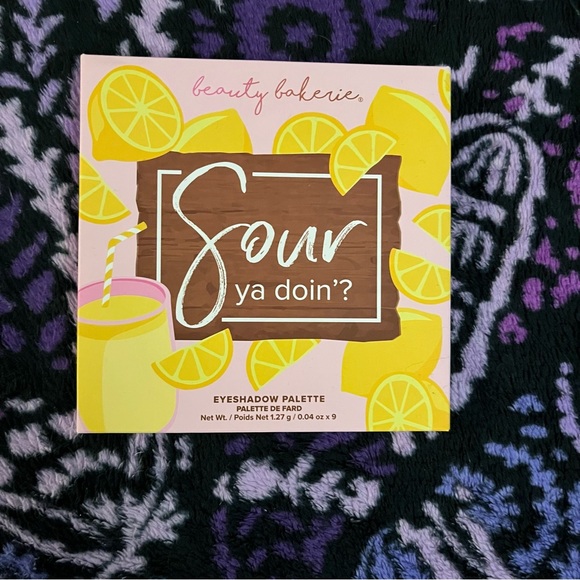 beauty bakerie®
Sour
ya doin'?
EYESHADOW PALETTE
PALETTE DE FARD
Net Wt. / Poids Net 1.27 g / 0.04 oz x 9